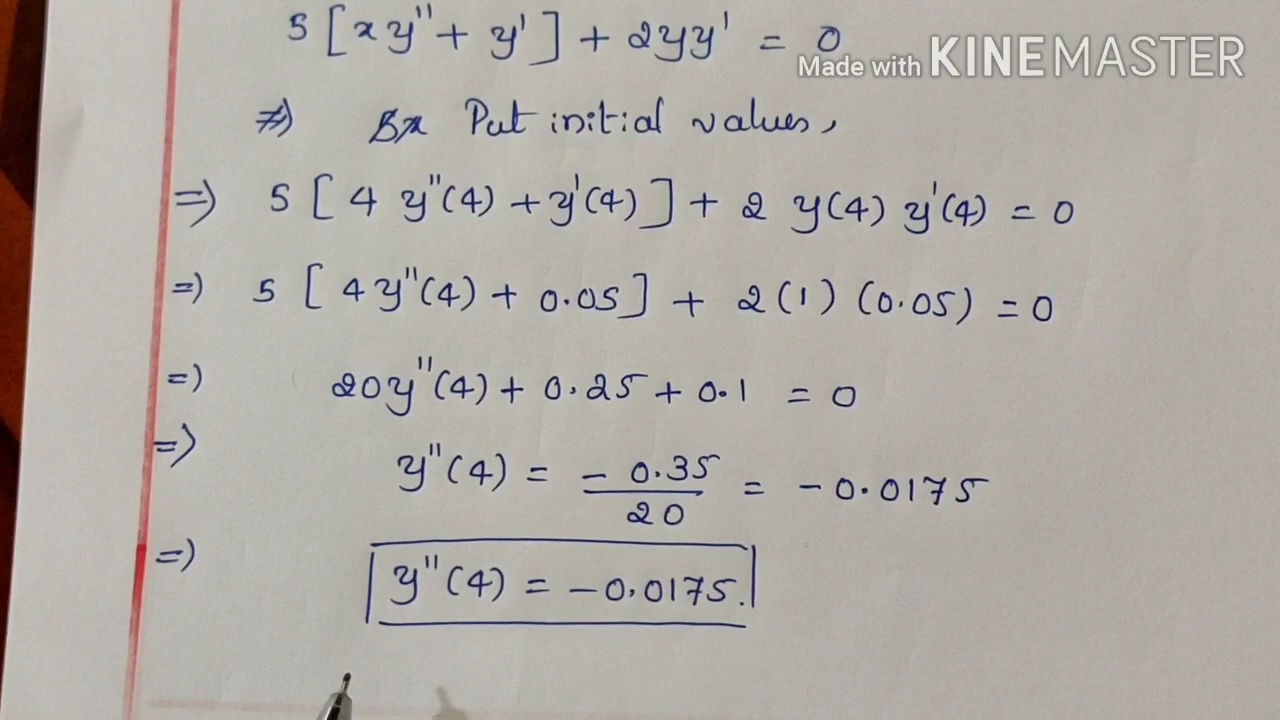 5 [xy" + y'] + 2yy' = 0
Made with KINEMASTER
⇒ Put initial values,
⇒ 5 [ 4 y"(4) + y'(4) ] + 2 y(4) y'(4) = 0
⇒ 5 [ 4y"(4) + 0.05] + 2(1) (0.05) = 0
⇒ 20y"(4) + 0.25 + 0.1 = 0
⇒ y"(4) = - 0.35 / 20 = -0.0175
⇒ y"(4) = -0.0175.